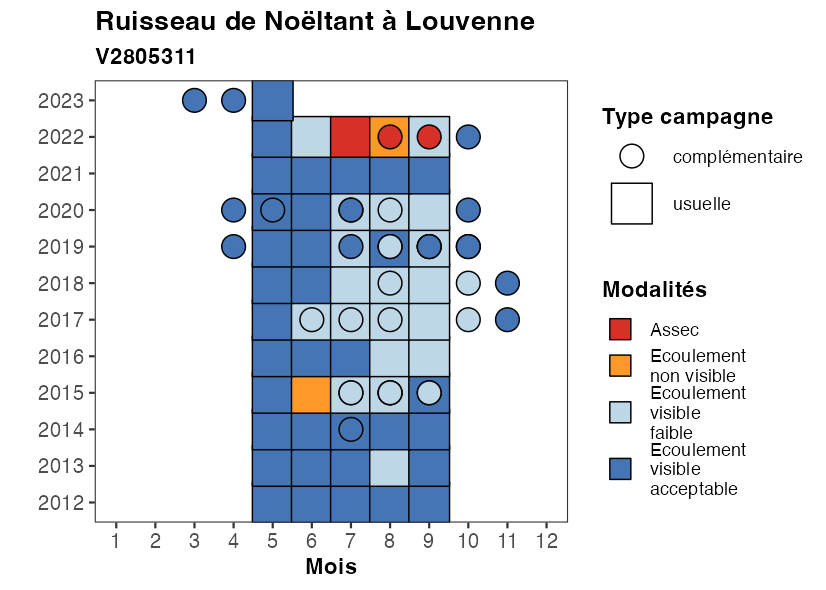 Ruisseau de Noëltant à Louvenne
V2805311
2023
2022
2021
2020
2019
2018
2017
2016
2015
2014
2013
2012
1 2 3 4 5 6 7 8 9 10 11 12
Mois
Type campagne
complémentaire
usuelle
Modalités
Assec
Ecoulement
non visible
Ecoulement
visible
faible
Ecoulement
visible
acceptable